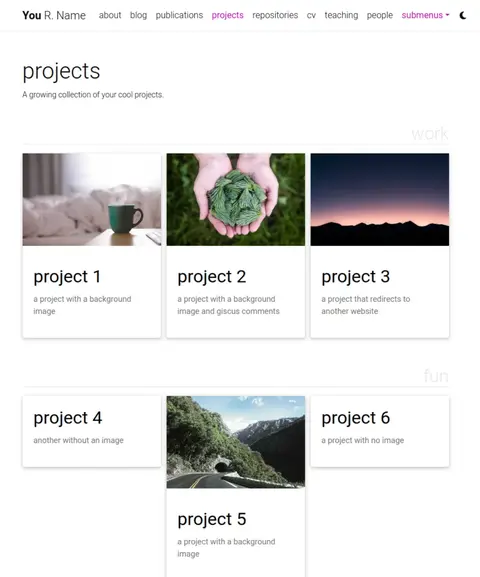 You R. Name about blog publications projects repositories cv teaching people submenus
projects
A growing collection of your cool projects.
work
project 1
a project with a background
image
project 2
a project with a background
image and giscus comments
project 3
a project that redirects to
another website
fun
project 4
another without an image
project 5
a project with a background
image
project 6
a project with no image